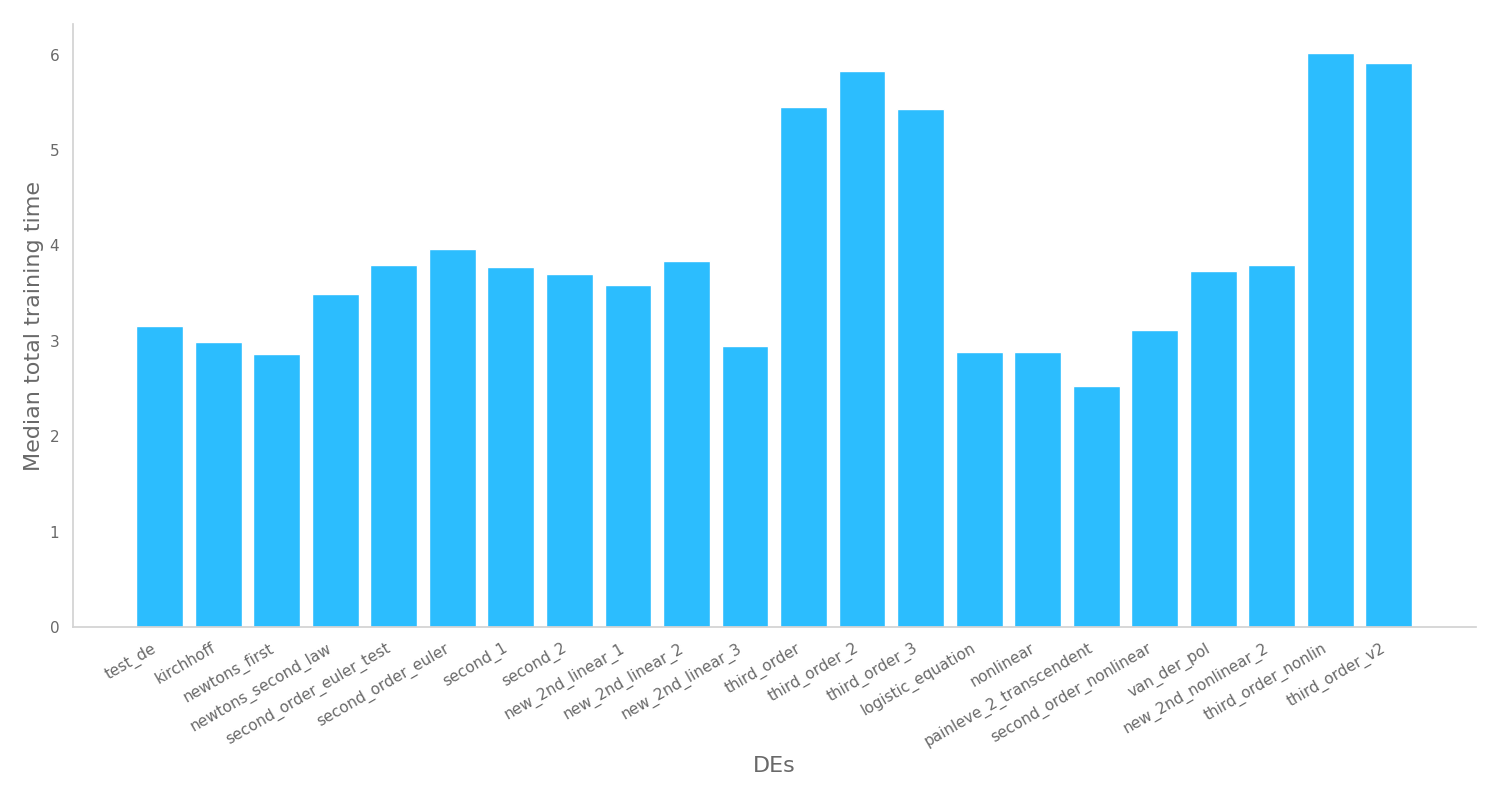 Median total training time
6
5
4
3
2
1
0
test_de
kirchhoff
newtons_first
newtons_second_law
second_order_euler_test
second_order_euler
second_1
second_2
new_2nd_linear_1
new_2nd_linear_2
new_2nd_linear_3
third_order
third_order_2
third_order_3
logistic_equation
nonlinear
painleve_2_transcendent
second_order_nonlinear
van_der_pol
new_2nd_nonlinear_2
third_order_nonlin
third_order_v2
DEs